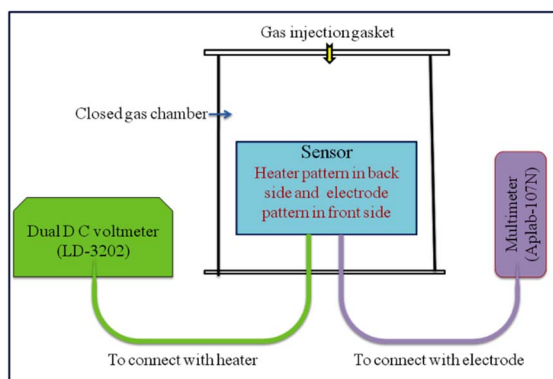 Gas injection gasket
Closed gas chamber
Sensor
Heater pattern in back
side and electrode
pattern in front side
Dual D C voltmeter
(LD-3202)
Multimeter
(Aplab-107N)
To connect with heater
To connect with electrode